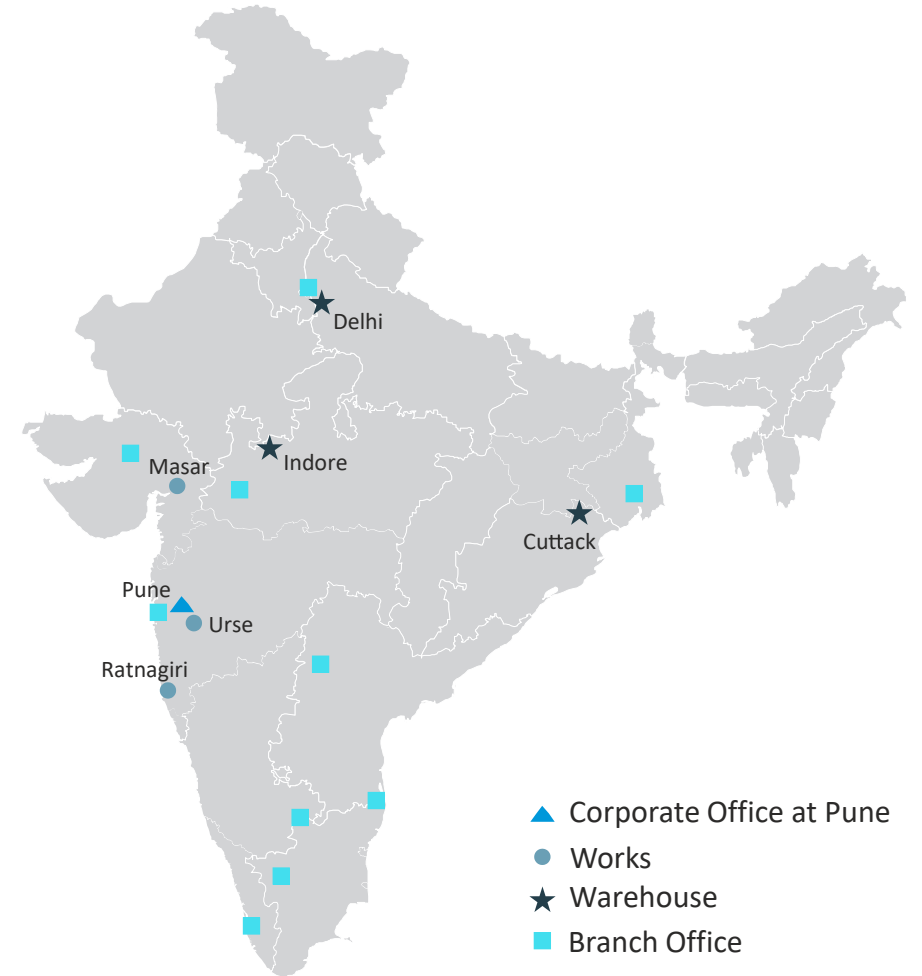 Delhi
Indore
Masar
Cuttack
Pune
Urse
Ratnagiri
Corporate Office at Pune
Works
Warehouse
Branch Office